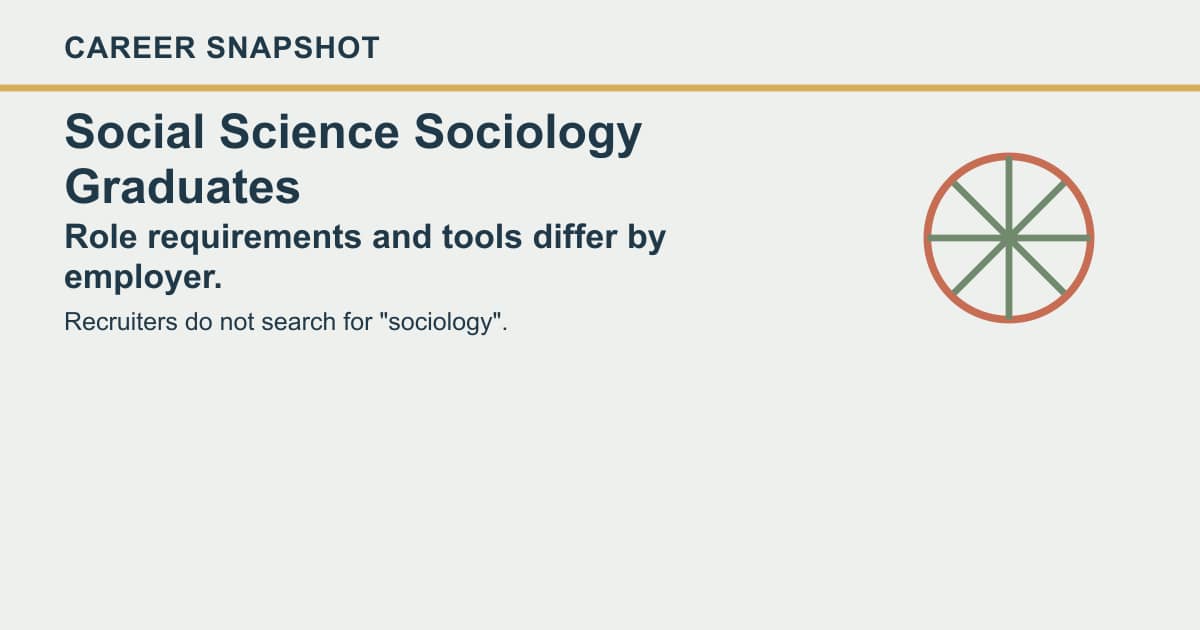 CAREER SNAPSHOT
Social Science Sociology
Graduates
Role requirements and tools differ by
employer.
Recruiters do not search for "sociology".